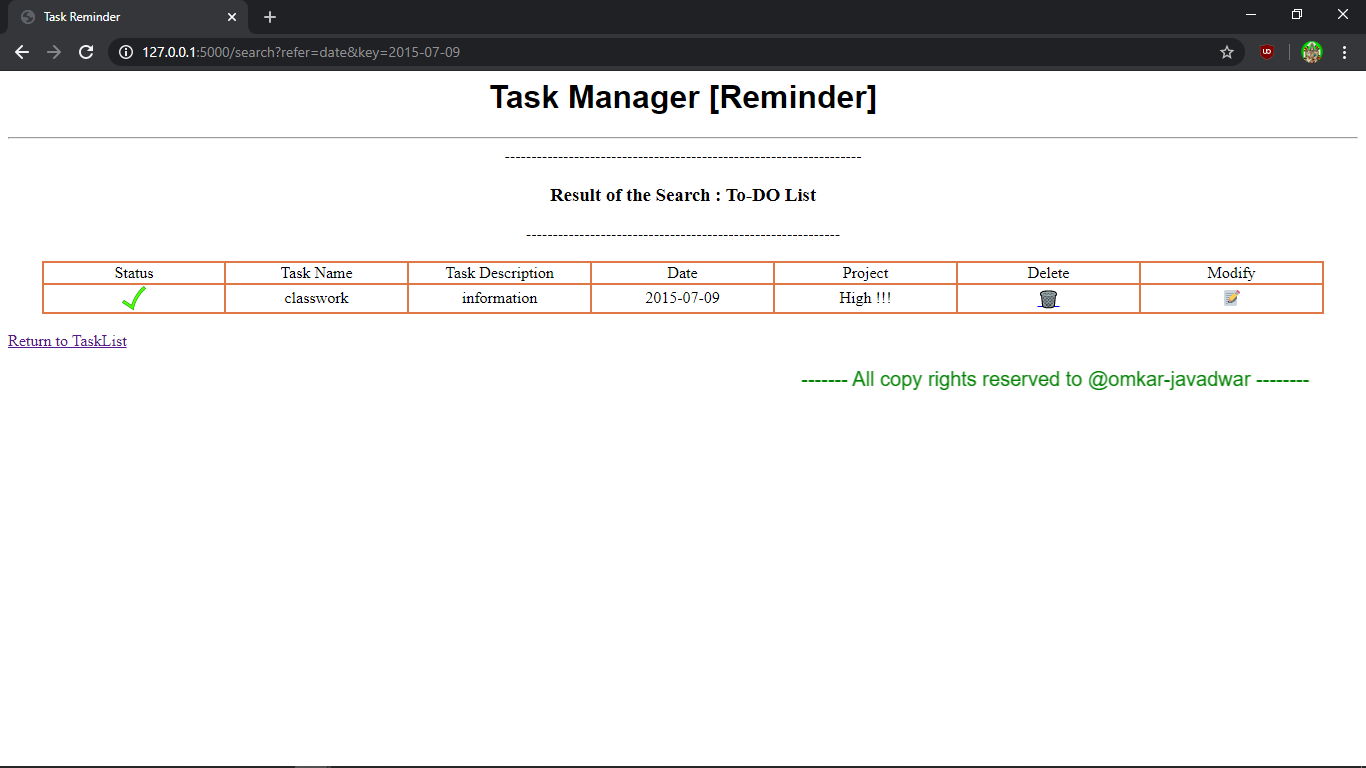 Task Reminder
127.0.0.1:5000/search?refer=date&key=2015-07-09
Task Manager [Reminder]
-------------------------------------------------------------------
Result of the Search : To-DO List
-----------------------------------------------------------
Status Task Name Task Description Date Project Delete Modify
classwork information 2015-07-09 High !!!
Return to TaskList
------- All copy rights reserved to @omkar-javadwar --------